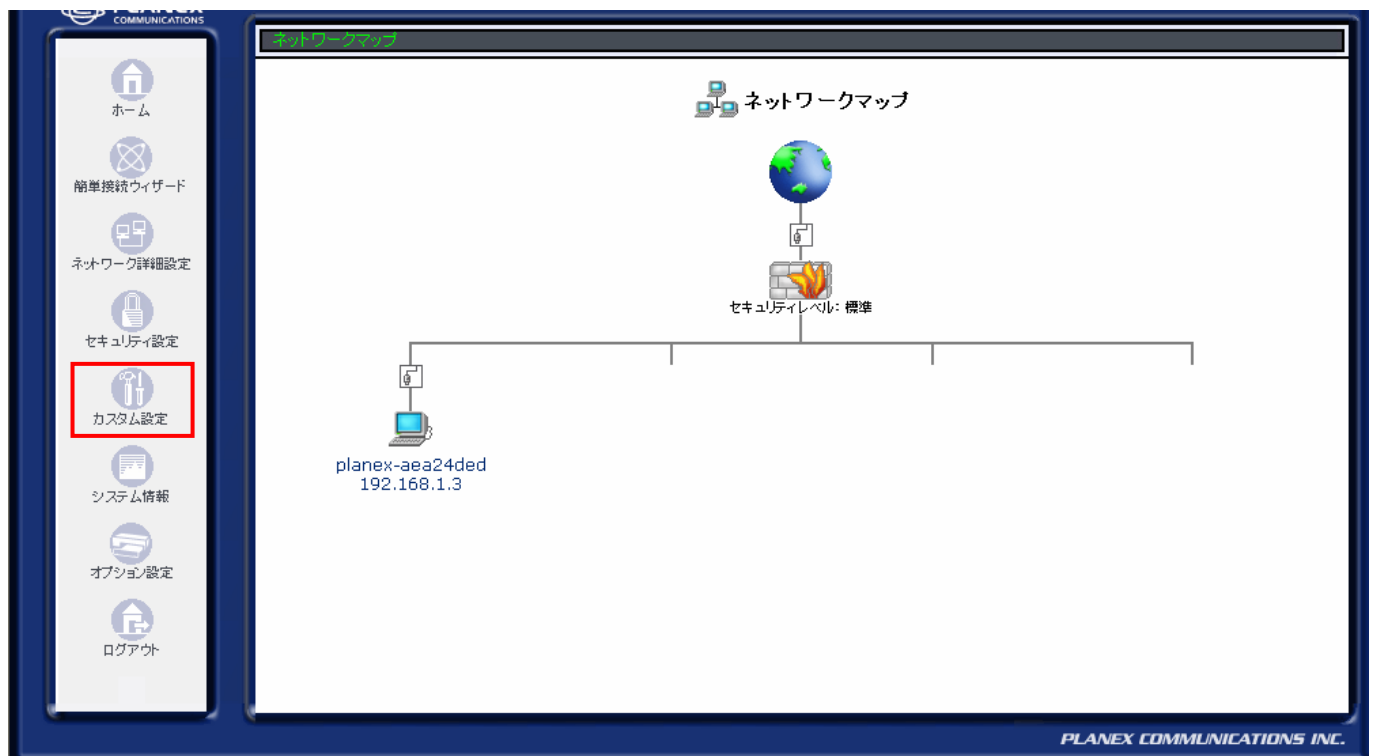 PLANEX
COMMUNICATIONS
ホーム
簡単接続ウィザード
ネットワーク詳細設定
セキュリティ設定
カスタム設定
システム情報
オプション設定
ログアウト
ネットワークマップ
ネットワークマップ
セキュリティレベル: 標準
planex-aea24ded
192.168.1.3
PLANEX COMMUNICATIONS INC.